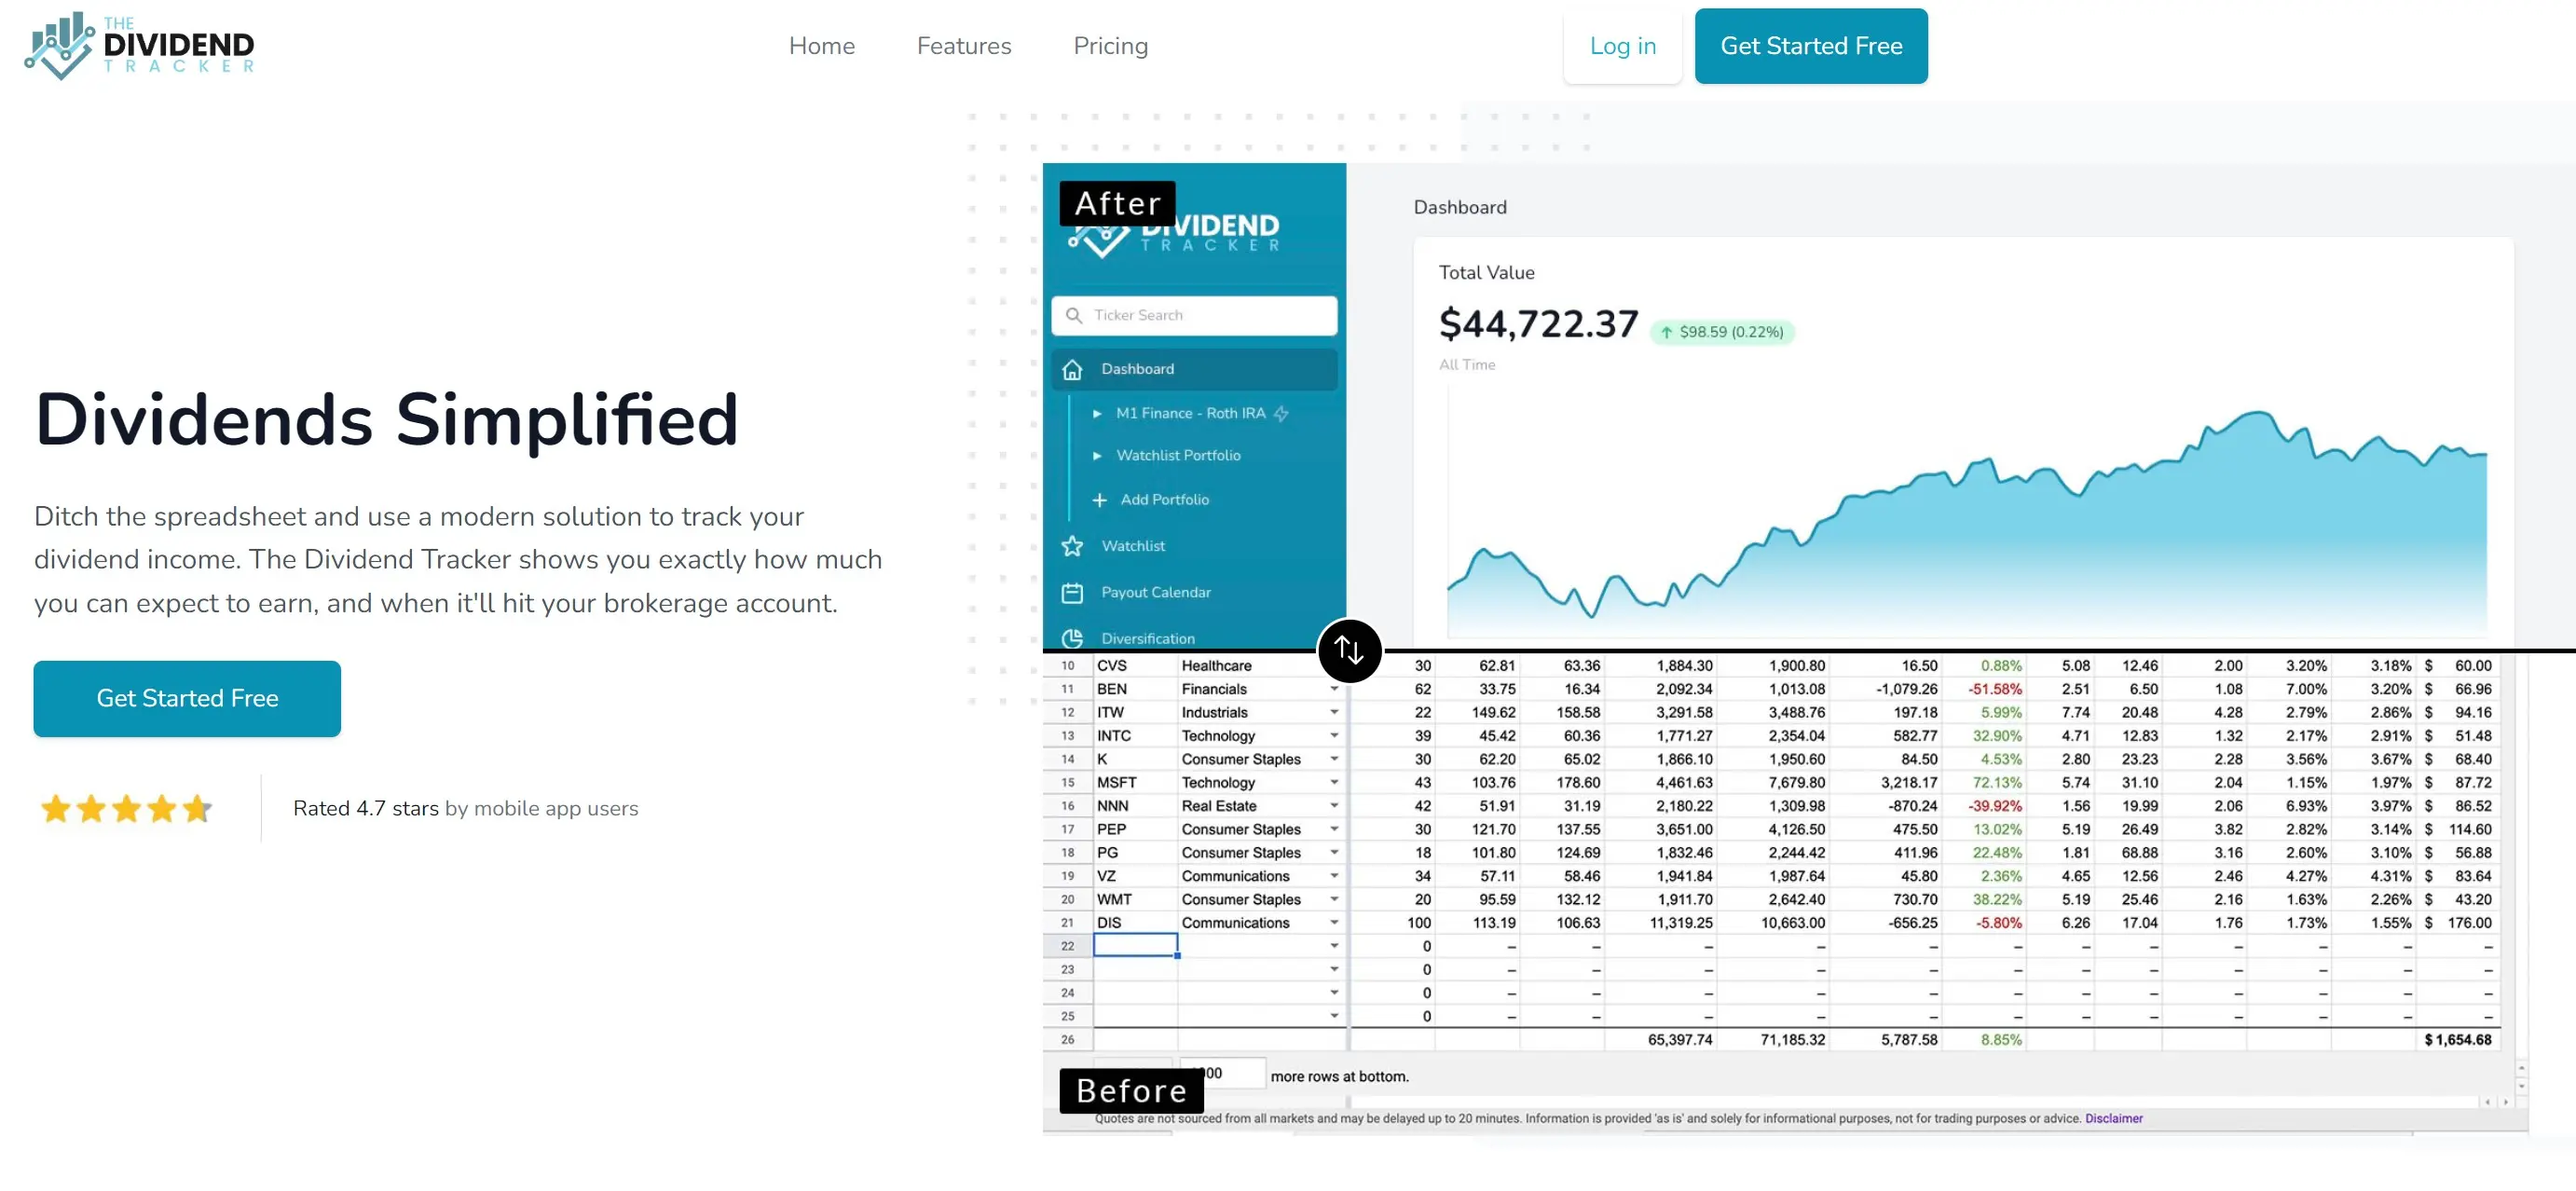 THE
DIVIDEND
TRACKER
Home
Features
Pricing
Log in
Get Started Free
Dividends Simplified
Ditch the spreadsheet and use a modern solution to track your
dividend income. The Dividend Tracker shows you exactly how much
you can expect to earn, and when it'll hit your brokerage account.
Get Started Free
Rated 4.7 stars by mobile app users
After
DIVIDEND
TRACKER
Ticker Search
Dashboard
M1 Finance - Roth IRA
Watchlist Portfolio
Add Portfolio
Watchlist
Payout Calendar
Diversification
Dashboard
Total Value
$44,722.37 $98.59 (0.22%)
All Time
10 CVS Healthcare 30 62.81 63.36 1,884.30 1,900.80 16.50 0.88% 5.08 12.46 2.00 3.20% 3.18% $ 60.00
11 BEN Financials 62 33.75 16.34 2,092.34 1,013.08 -1,079.26 -51.58% 2.51 6.50 1.08 7.00% 3.20% $ 66.96
12 ITW Industrials 22 149.62 158.58 3,291.58 3,488.76 197.18 5.99% 7.74 20.48 4.28 2.79% 2.86% $ 94.16
13 INTC Technology 39 45.42 60.36 1,771.27 2,354.04 582.77 32.90% 4.71 12.83 1.32 2.17% 2.91% $ 51.48
14 K Consumer Staples 30 62.20 65.02 1,866.10 1,950.60 84.50 4.53% 2.80 23.23 2.28 3.56% 3.67% $ 68.40
15 MSFT Technology 43 103.76 178.60 4,461.63 7,679.80 3,218.17 72.13% 5.74 31.10 2.04 1.15% 1.97% $ 87.72
16 NNN Real Estate 42 51.91 31.19 2,180.22 1,309.98 -870.24 -39.92% 1.56 19.99 2.06 6.93% 3.97% $ 86.52
17 PEP Consumer Staples 30 121.70 137.55 3,651.00 4,126.50 475.50 13.02% 5.19 26.49 3.82 2.82% 3.14% $ 114.60
18 PG Consumer Staples 18 101.80 124.69 1,832.46 2,244.42 411.96 22.48% 1.81 68.88 3.16 2.60% 3.10% $ 56.88
19 VZ Communications 34 57.11 58.46 1,941.84 1,987.64 45.80 2.36% 4.65 12.56 2.46 4.27% 4.31% $ 83.64
20 WMT Consumer Staples 20 95.59 132.12 1,911.70 2,642.40 730.70 38.22% 5.19 25.46 2.16 1.63% 2.26% $ 43.20
21 DIS Communications 100 113.19 106.63 11,319.25 10,663.00 -656.25 -5.80% 6.26 17.04 1.76 1.73% 1.55% $ 176.00
22 0 – – – – – – – – – – – –
23 0 – – – – – – – – – – – –
24 0 – – – – – – – – – – – –
25 0 – – – – – – – – – – – –
26 65,397.74 71,185.32 5,787.58 8.85% $ 1,654.68
more rows at bottom.
Before
Quotes are not sourced from all markets and may be delayed up to 20 minutes. Information is provided 'as is' and solely for informational purposes, not for trading purposes or advice. Disclaimer